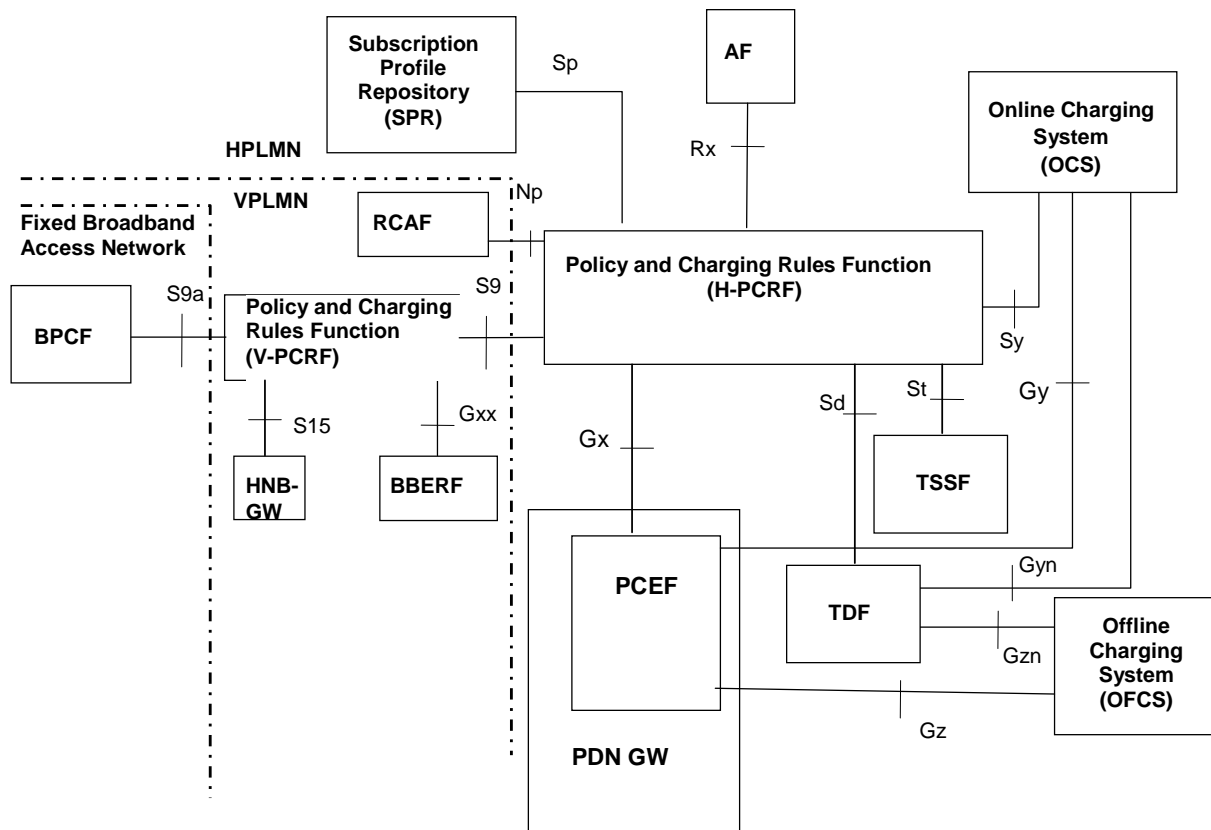 Subscription
Profile
Repository
(SPR)
Sp
AF
Rx
Online Charging
System
(OCS)
HPLMN
VPLMN
Np
Fixed Broadband
Access Network
RCAF
Policy and Charging Rules Function
(H-PCRF)
S9a
S9
BPCF
Policy and Charging
Rules Function
(V-PCRF)
Sy
S15
Gxx
Gx
Sd
St
Gy
HNB-
GW
BBERF
TSSF
PCEF
TDF
Gyn
Gzn
Offline
Charging
System
(OFCS)
Gz
PDN GW